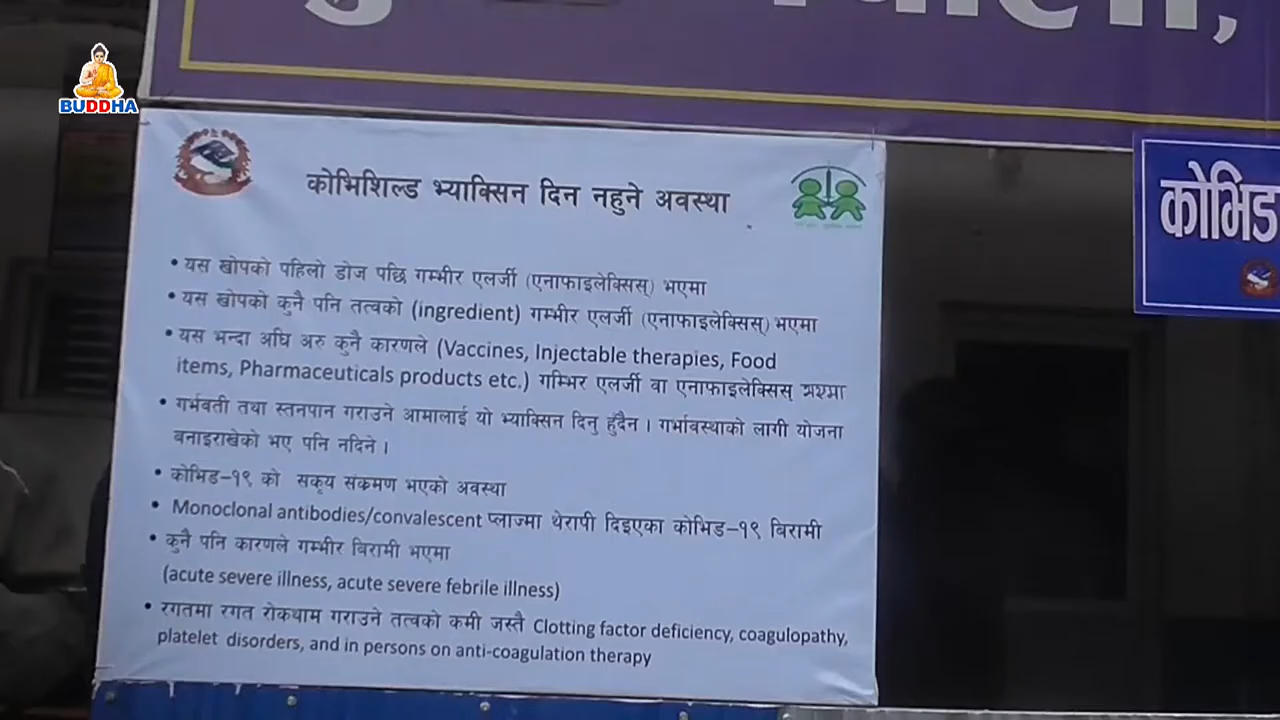 BUDDHA
कोभिशिल्ड भ्याक्सिन दिन नहुने अवस्था
कोभिड
• यस खोपको पहिलो डोज पछि गम्भीर एलर्जी (एनाफाइलेक्सिस्) भएमा
• यस खोपको कुनै पनि तत्वको (ingredient) गम्भीर एलर्जी (एनाफाइलेक्सिस्) भएमा
• यस भन्दा अघि अरु कुनै कारणले (Vaccines, Injectable therapies, Food
items, Pharmaceuticals products etc.) गम्भिर एलर्जी वा एनाफाइलेक्सिस् भएमा
• गर्भवती तथा स्तनपान गराउने आमालाई यो भ्याक्सिन दिनु हुँदैन । गर्भावस्थाको लागी योजना
बनाइराखेको भए पनि नदिने ।
• कोभिड-१९ को सकृय संक्रमण भएको अवस्था
• Monoclonal antibodies/convalescent प्लाज्मा थेरापी दिइएका कोभिड-१९ बिरामी
• कुनै पनि कारणले गम्भीर बिरामी भएमा
(acute severe illness, acute severe febrile illness)
• रगतमा रगत रोकथाम गराउने तत्वको कमी जस्तै Clotting factor deficiency, coagulopathy,
platelet disorders, and in persons on anti-coagulation therapy